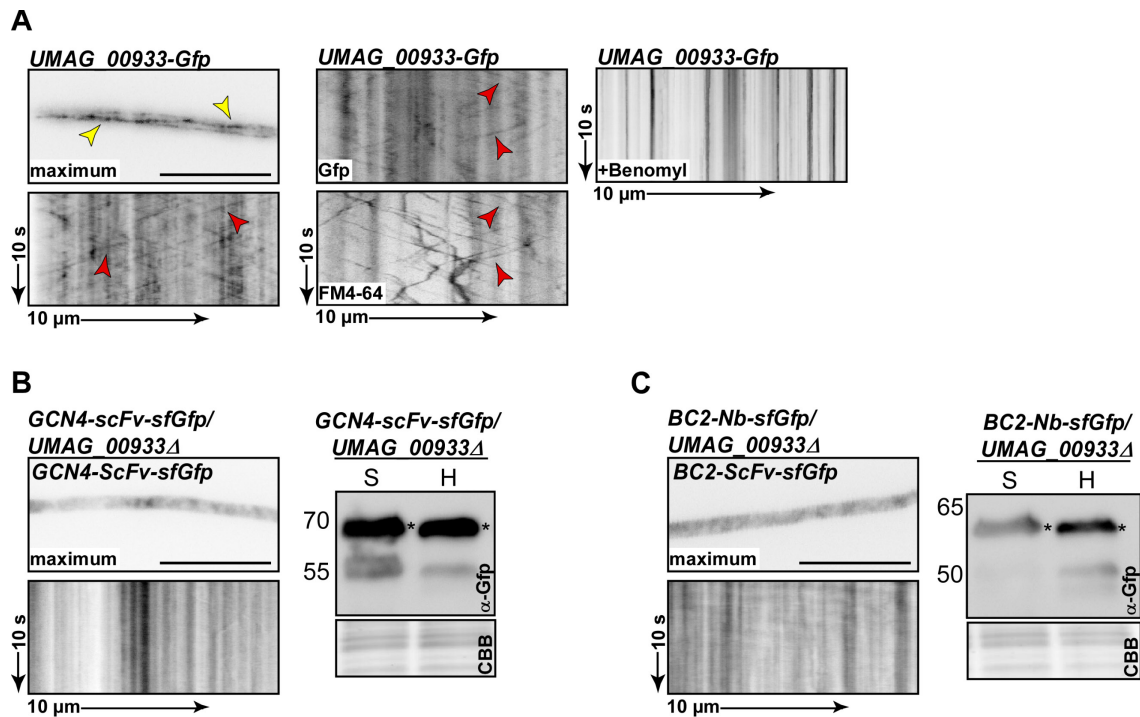 A
UMAG_00933-Gfp
maximum
10 s
10 µm
UMAG_00933-Gfp
Gfp
FM4-64
10 s
10 µm
UMAG_00933-Gfp
+Benomyl
10 s
10 µm
B
GCN4-scFv-sfGfp/
UMAG_00933Δ
GCN4-ScFv-sfGfp
maximum
10 s
10 µm
GCN4-scFv-sfGfp/
UMAG_00933Δ
S H
70 * *
55
α-Gfp
CBB
C
BC2-Nb-sfGfp/
UMAG_00933Δ
BC2-ScFv-sfGfp
maximum
10 s
10 µm
BC2-Nb-sfGfp/
UMAG_00933Δ
S H
65
* *
50
α-Gfp
CBB